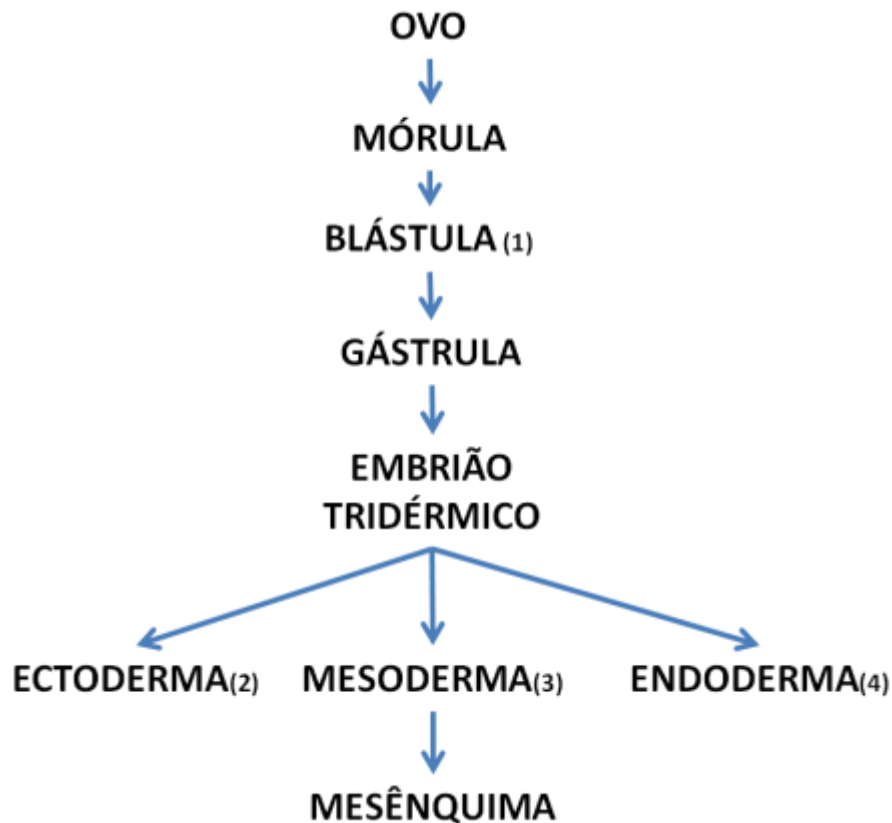 OVO
MÓRULA
BLÁSTULA (1)
GÁSTRULA
EMBRIÃO
TRIDÉRMICO
ECTODERMA(2) MESODERMA(3) ENDODERMA(4)
MESÊNQUIMA